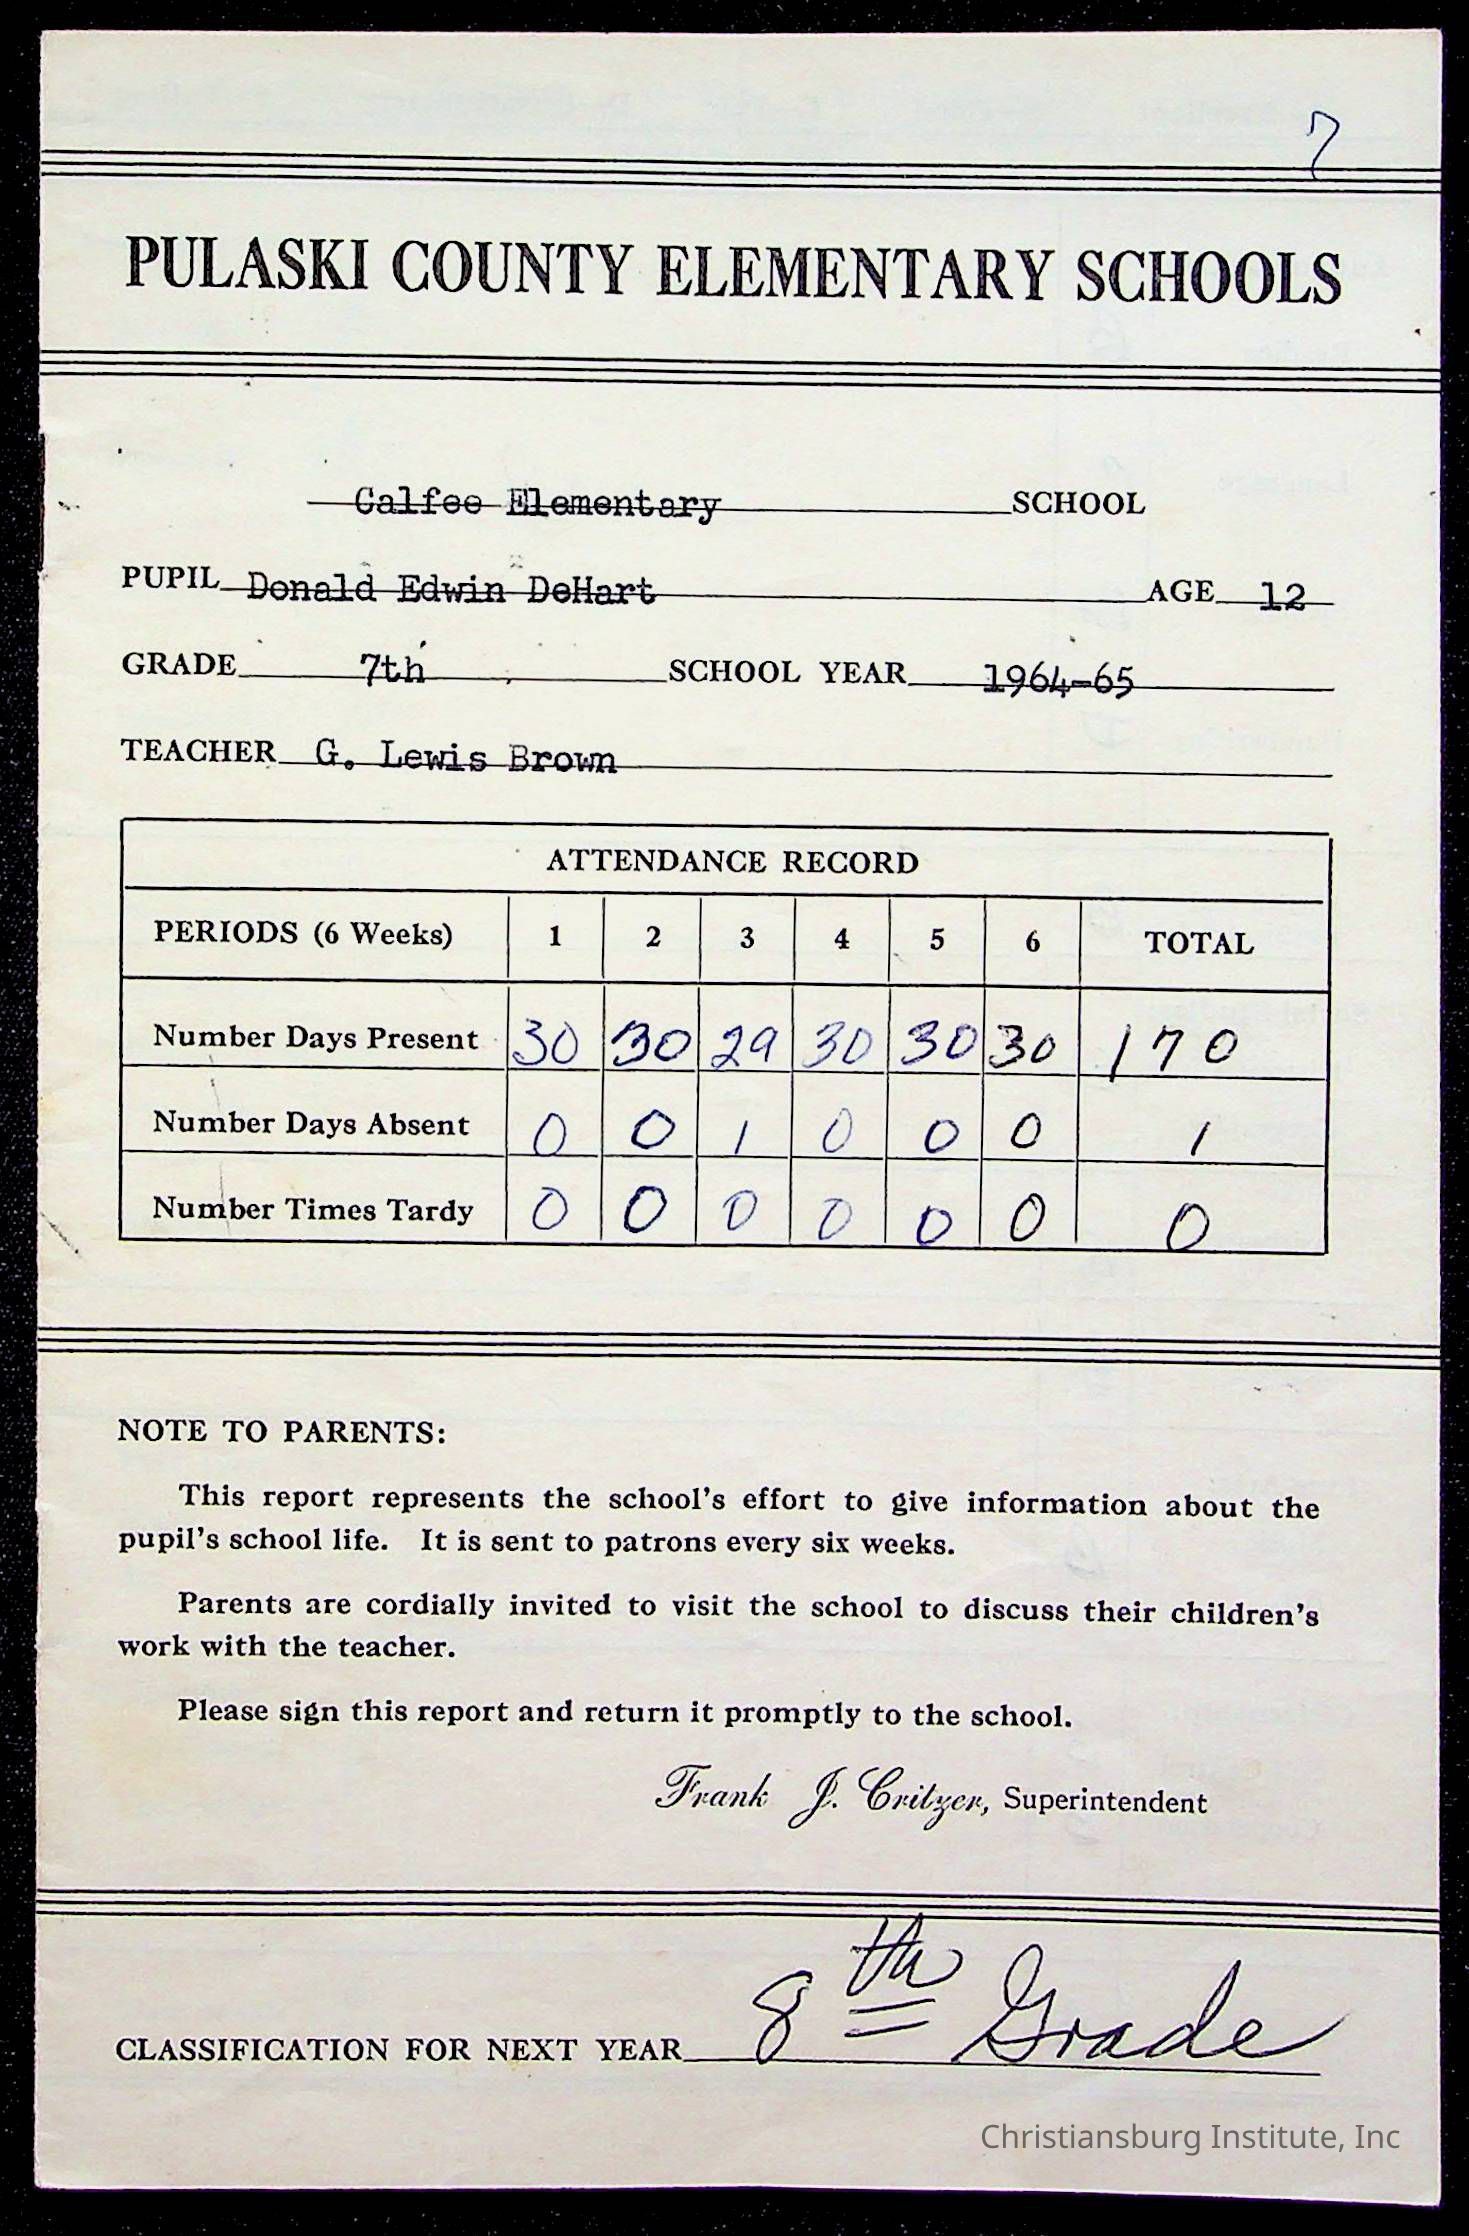 7
PULASKI COUNTY ELEMENTARY SCHOOLS
Calfee Elementary SCHOOL
PUPIL Donald Edwin DeHart AGE 12
GRADE 7th SCHOOL YEAR 1964-65
TEACHER G. Lewis Brown
ATTENDANCE RECORD
PERIODS (6 Weeks) 1 2 3 4 5 6 TOTAL
Number Days Present 30 30 29 30 30 30 170
Number Days Absent 0 0 1 0 0 0 1
Number Times Tardy 0 0 0 0 0 0 0
NOTE TO PARENTS:
This report represents the school's effort to give information about the
pupil's school life. It is sent to patrons every six weeks.
Parents are cordially invited to visit the school to discuss their children's
work with the teacher.
Please sign this report and return it promptly to the school.
Frank J. Critzer, Superintendent
CLASSIFICATION FOR NEXT YEAR 8th Grade
Christiansburg Institute, Inc